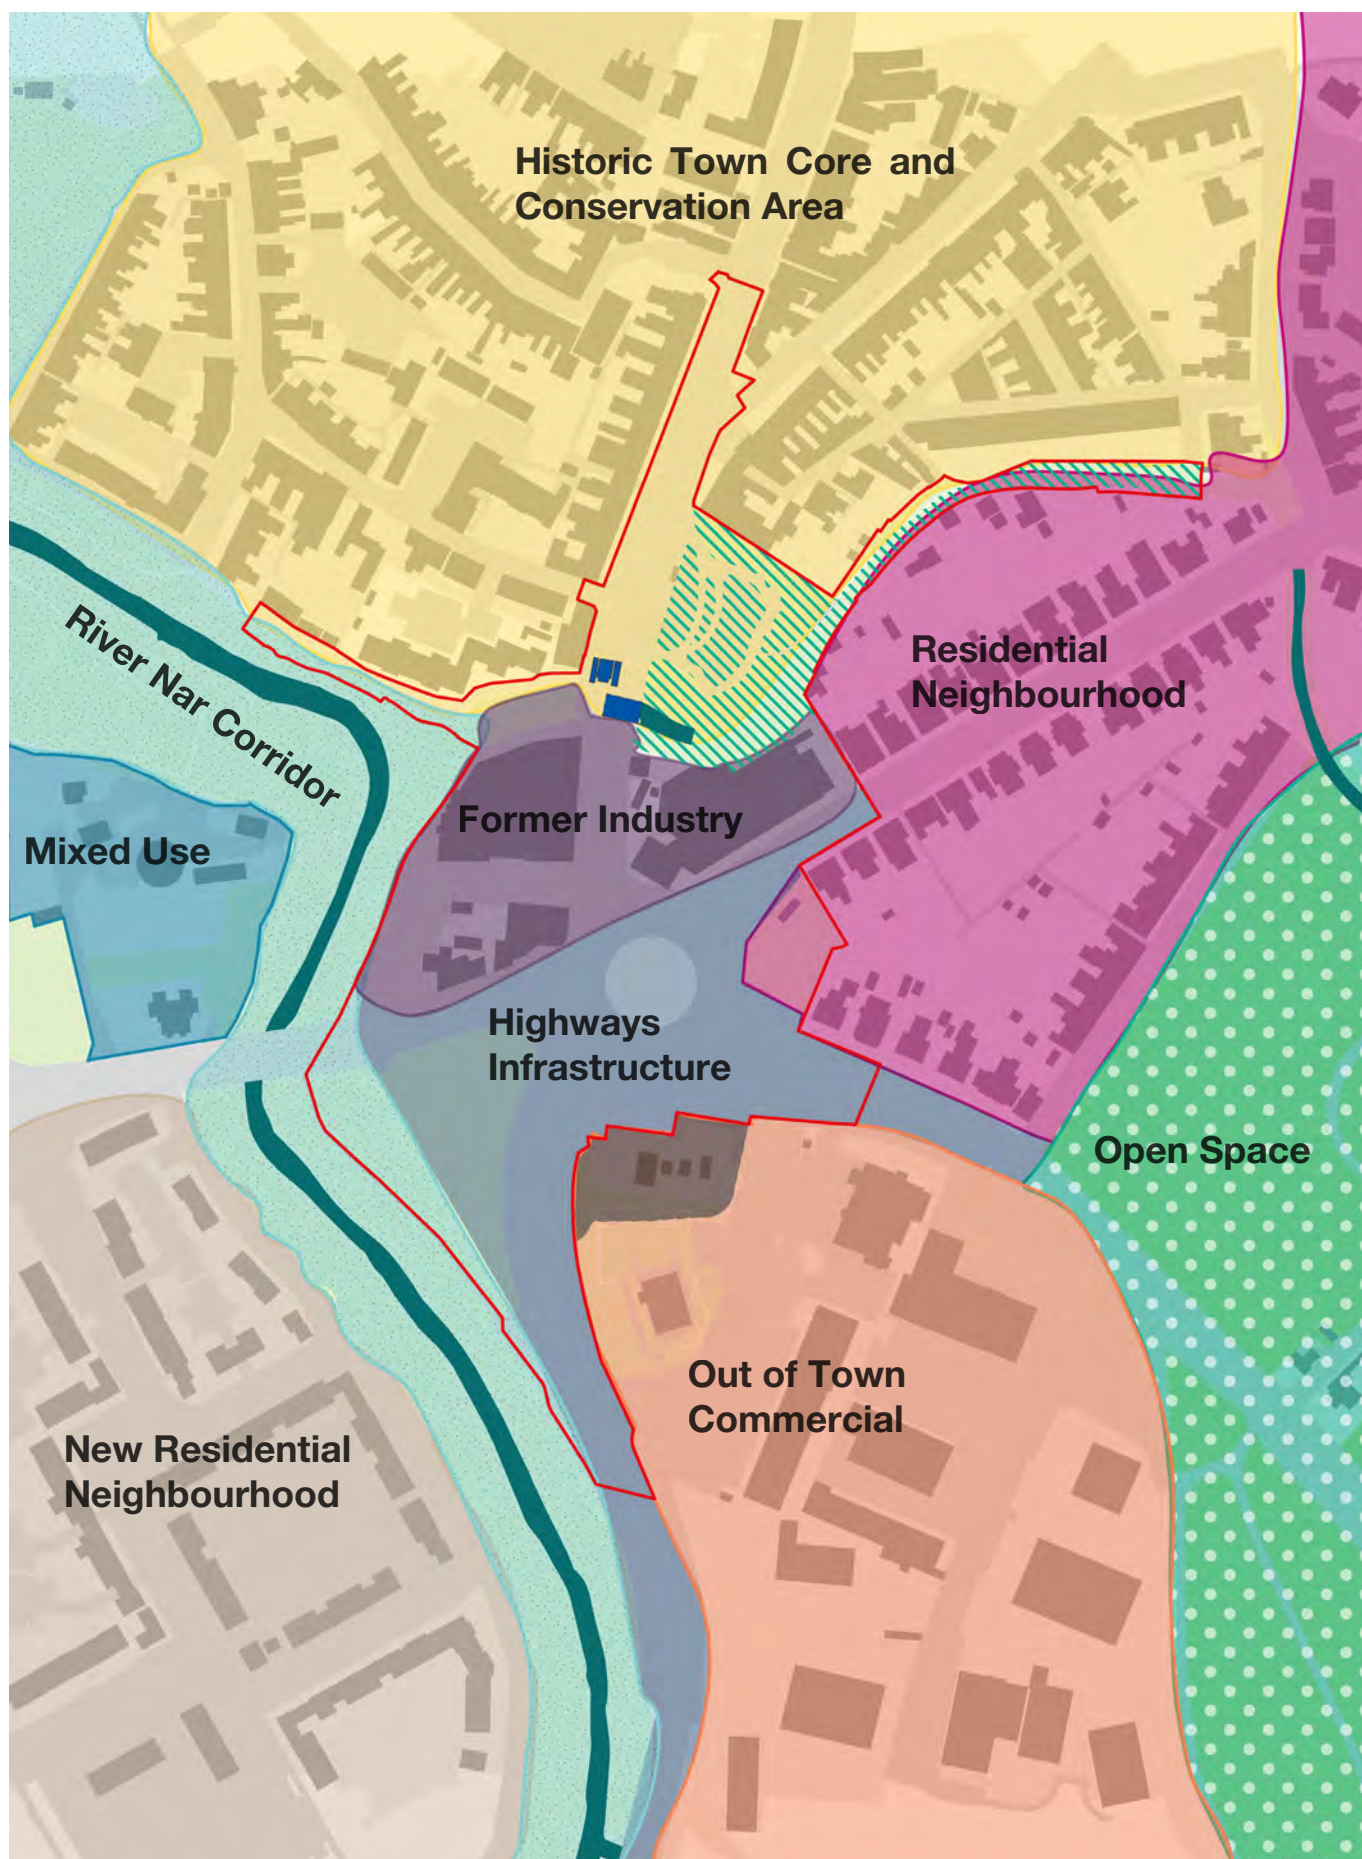 Historic Town Core and
Conservation Area
River Nar Corridor
Residential
Neighbourhood
Former Industry
Mixed Use
Highways
Infrastructure
Open Space
Out of Town
Commercial
New Residential
Neighbourhood